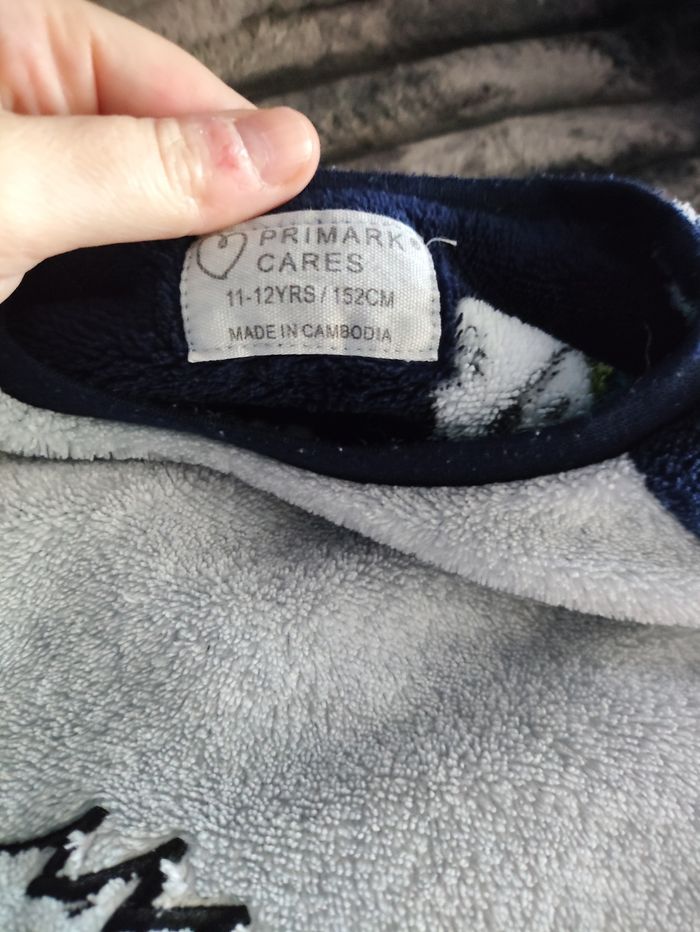 PRIMARK®
CARES
11-12YRS / 152CM
MADE IN CAMBODIA